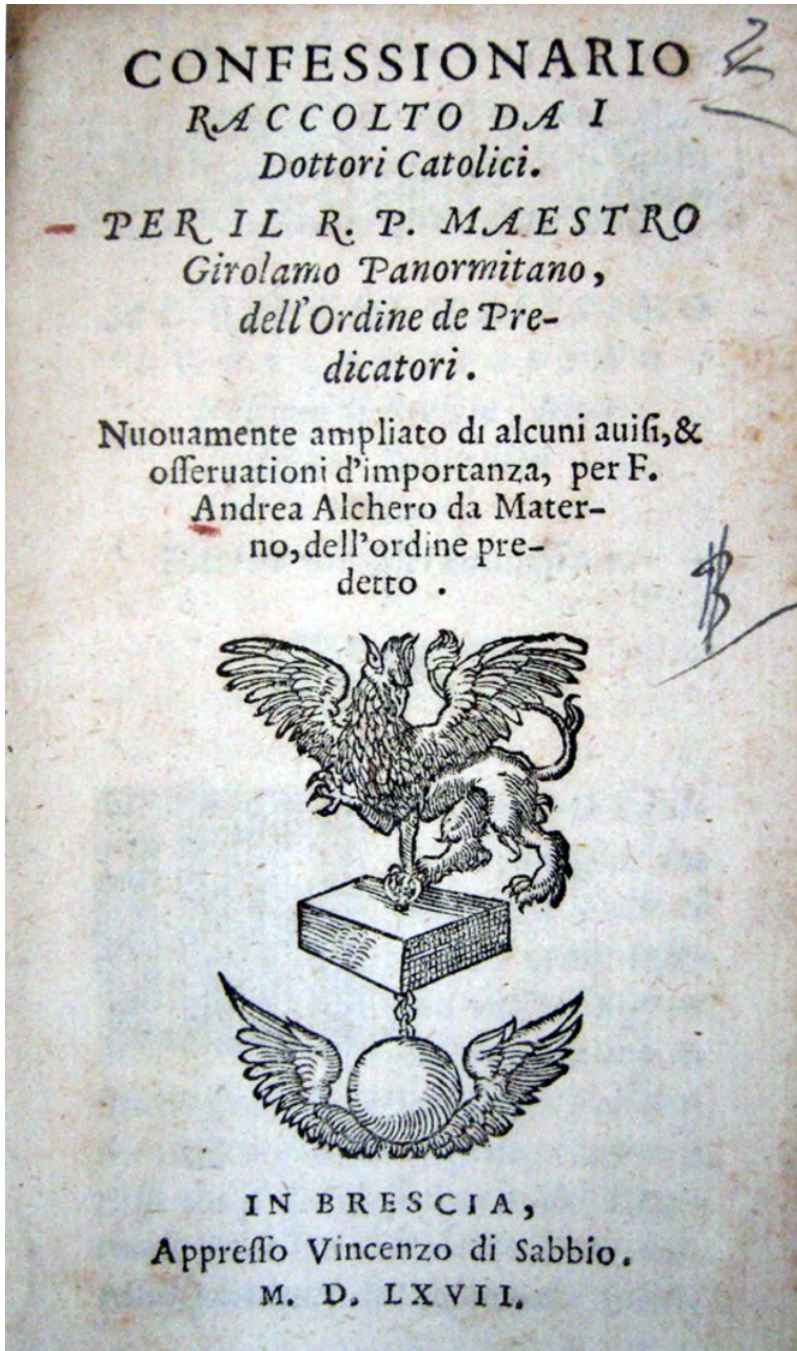 CONFESSIONARIO
RACCOLTO DA I
Dottori Catolici.
PER IL R. P. MAESTRO
Girolamo Panormitano,
dell'Ordine de Pre-
dicatori.
Nuouamente ampliato di alcuni auiſi, &
oſſeruationi d'importanza, per F.
Andrea Alchero da Mater-
no, dell'ordine pre-
detto.
IN BRESCIA,
Appreſſo Vincenzo di Sabbio.
M. D. LXVII.